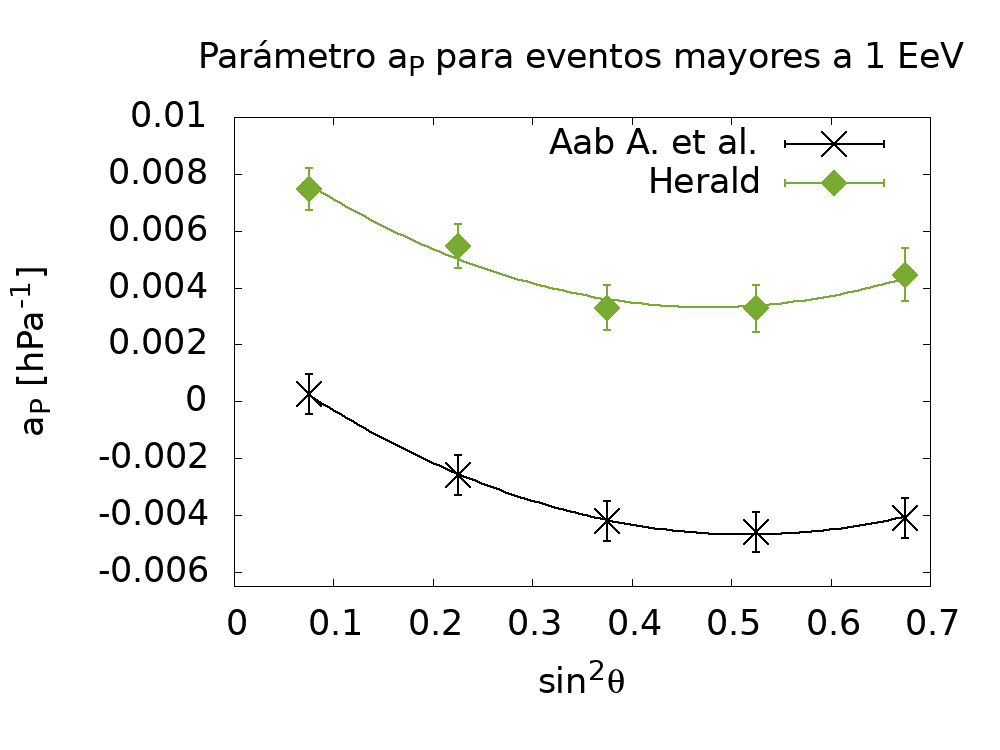 Parámetro aP para eventos mayores a 1 EeV
Aab A. et al.
Herald
0.01
0.008
0.006
0.004
0.002
0
-0.002
-0.004
-0.006
aP [hPa-1]
0 0.1 0.2 0.3 0.4 0.5 0.6 0.7
sin2θ